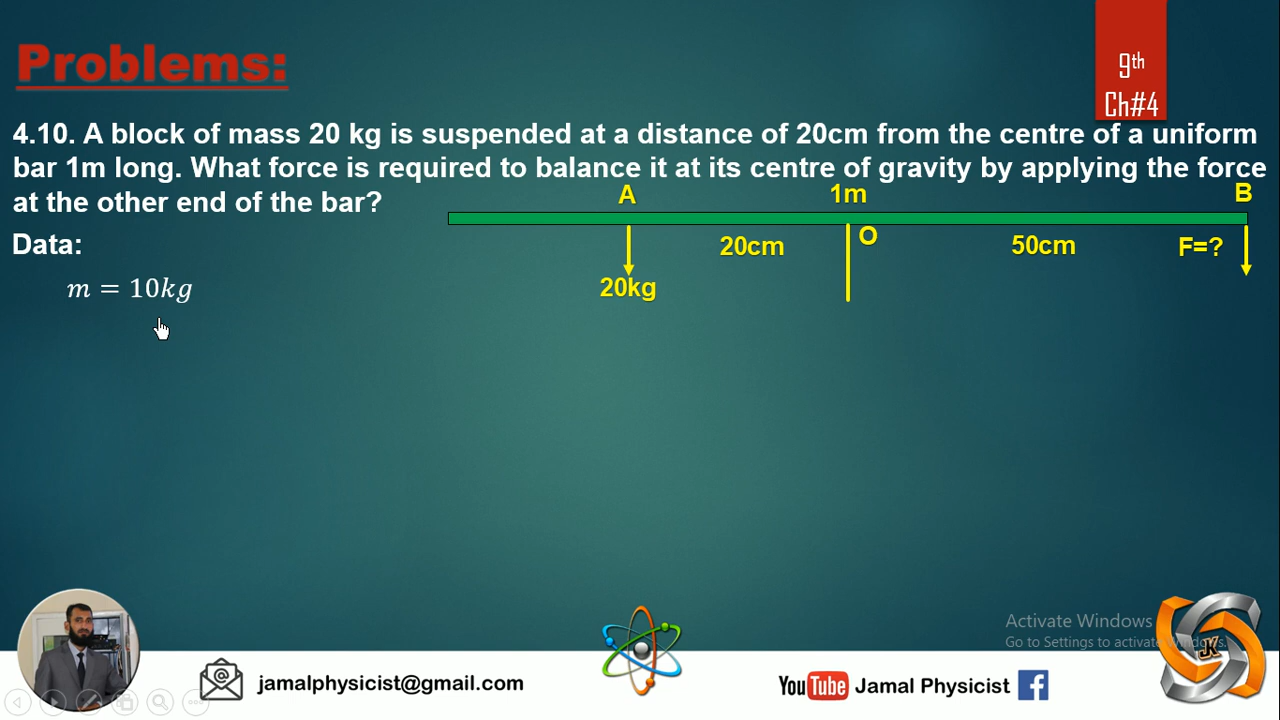 Problems:
9th
Ch#4
4.10. A block of mass 20 kg is suspended at a distance of 20cm from the centre of a uniform
bar 1m long. What force is required to balance it at its centre of gravity by applying the force
at the other end of the bar?
A
1m
B
Data:
20cm
O
50cm
F=?
m = 10kg
20kg
Activate Windows
Go to Settings to activate Windows.
JK
jamalphysicist@gmail.com
YouTube Jamal Physicist